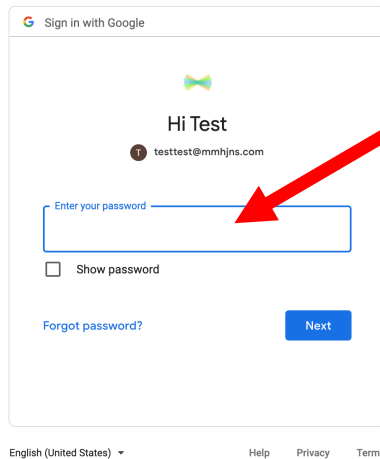 Sign in with Google
Hi Test
T testtest@mmhjns.com
Enter your password
Show password
Forgot password? Next
English (United States) Help Privacy Term